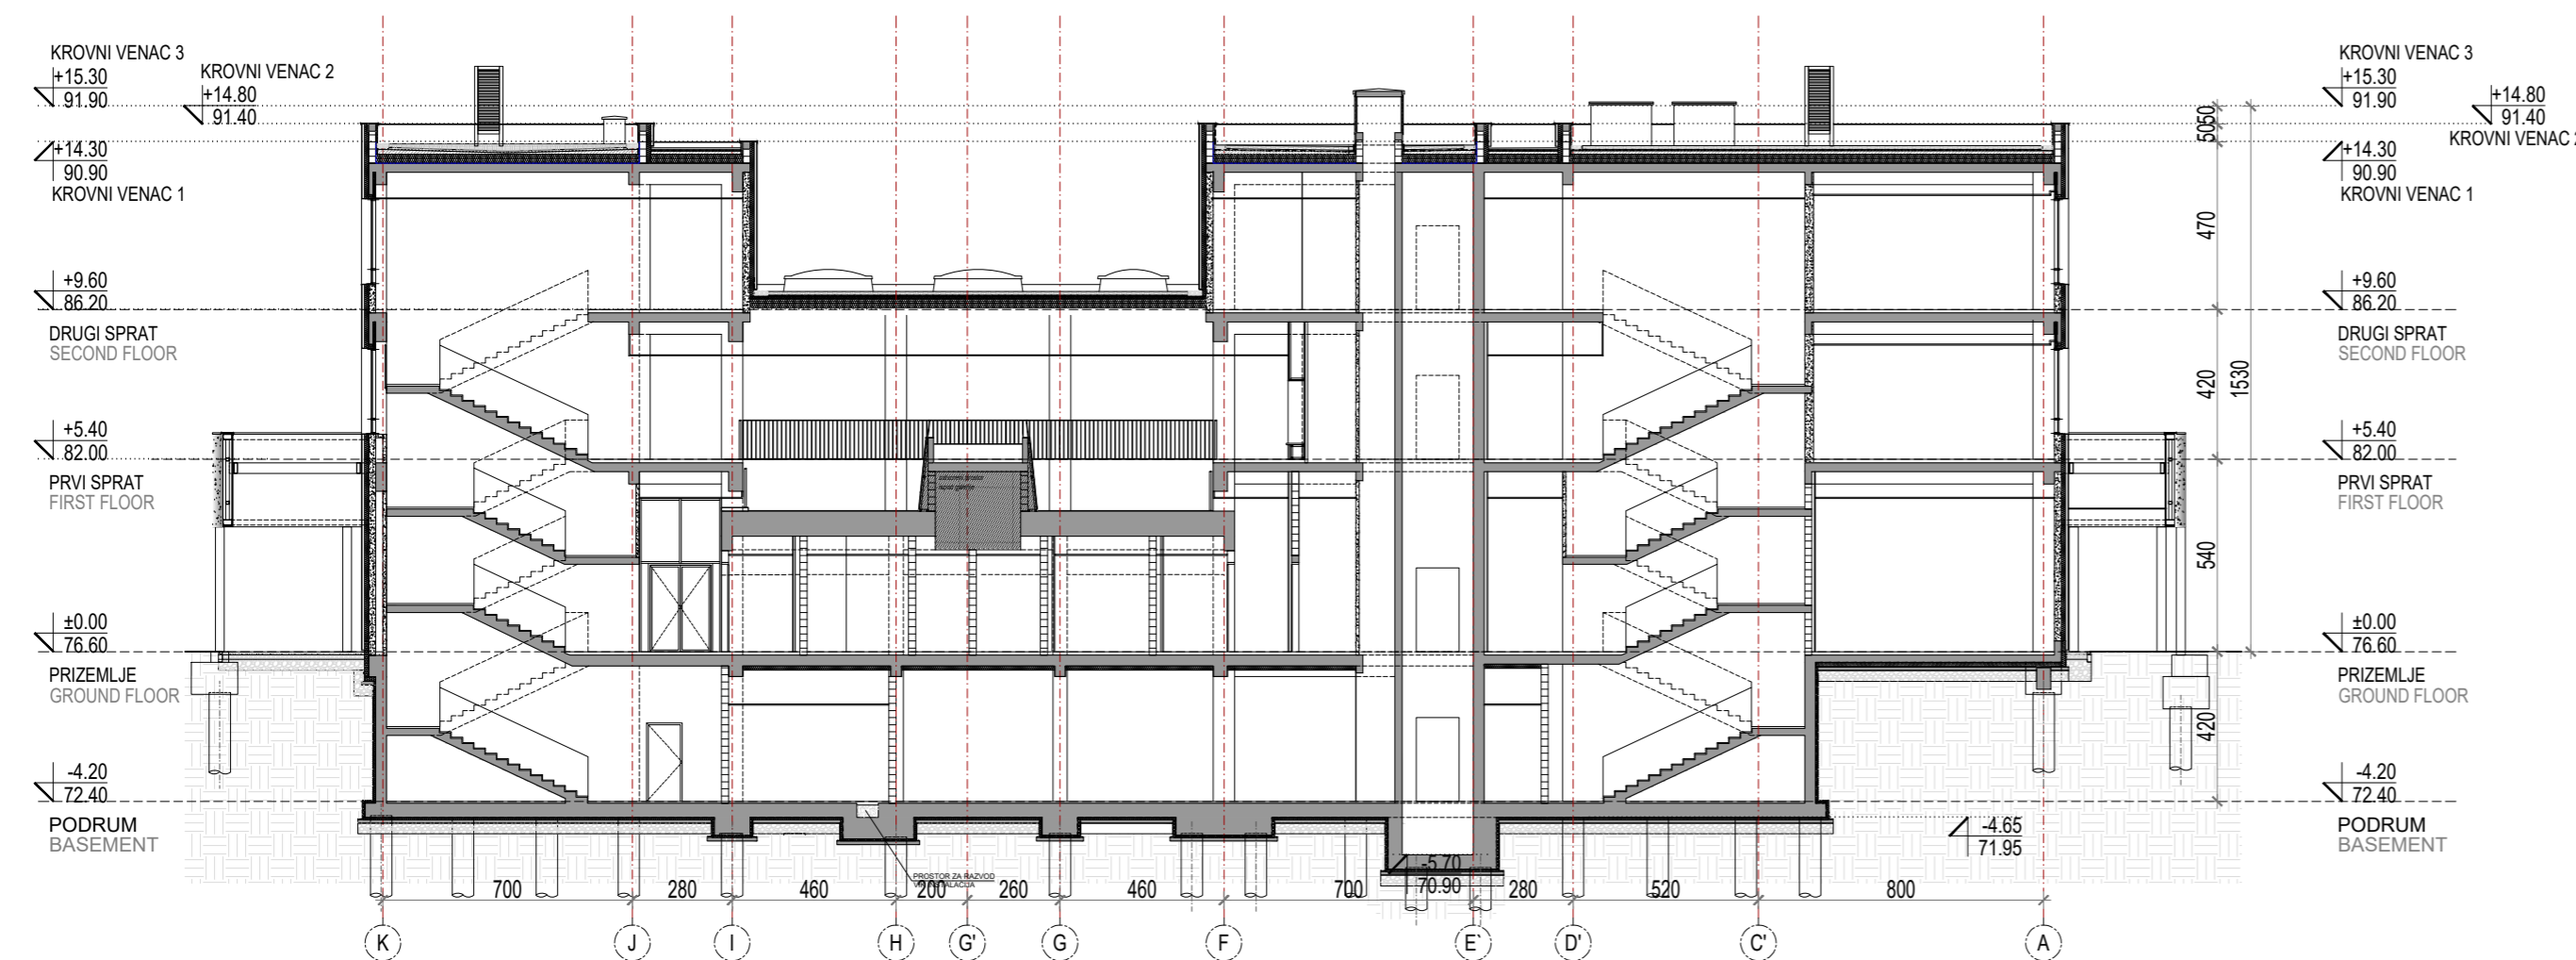 KROVNI VENAC 3
+15.30
91.90
KROVNI VENAC 2
+14.80
91.40
+14.30
90.90
KROVNI VENAC 1
+9.60
86.20
DRUGI SPRAT
SECOND FLOOR
+5.40
82.00
PRVI SPRAT
FIRST FLOOR
±0.00
76.60
PRIZEMLJE
GROUND FLOOR
-4.20
72.40
PODRUM
BASEMENT
KROVNI VENAC 3
+15.30
91.90
+14.80
91.40
KROVNI VENAC 2
+14.30
90.90
KROVNI VENAC 1
+9.60
86.20
DRUGI SPRAT
SECOND FLOOR
+5.40
82.00
PRVI SPRAT
FIRST FLOOR
±0.00
76.60
PRIZEMLJE
GROUND FLOOR
-4.20
72.40
PODRUM
BASEMENT
50
50
470
420
540
420
1530
-4.65
71.95
-5.70
70.90
PROSTOR ZA RAZVOD
700 280 460 200 260 460 700 280 520 800
K J I H G' G F E` D' C' A